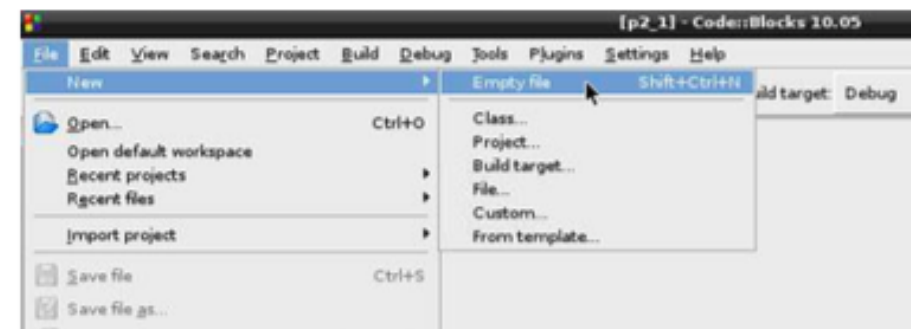 [p2_1] - Code::Blocks 10.05
File Edit View Search Project Build Debug Tools Plugins Settings Help
New
Empty file Shift+Ctrl+N
ild target: Debug
Open... Ctrl+O
Open default workspace
Recent projects
Recent files
Import project
Save file Ctrl+S
Save file as...
Class...
Project...
Build target...
File...
Custom...
From template...